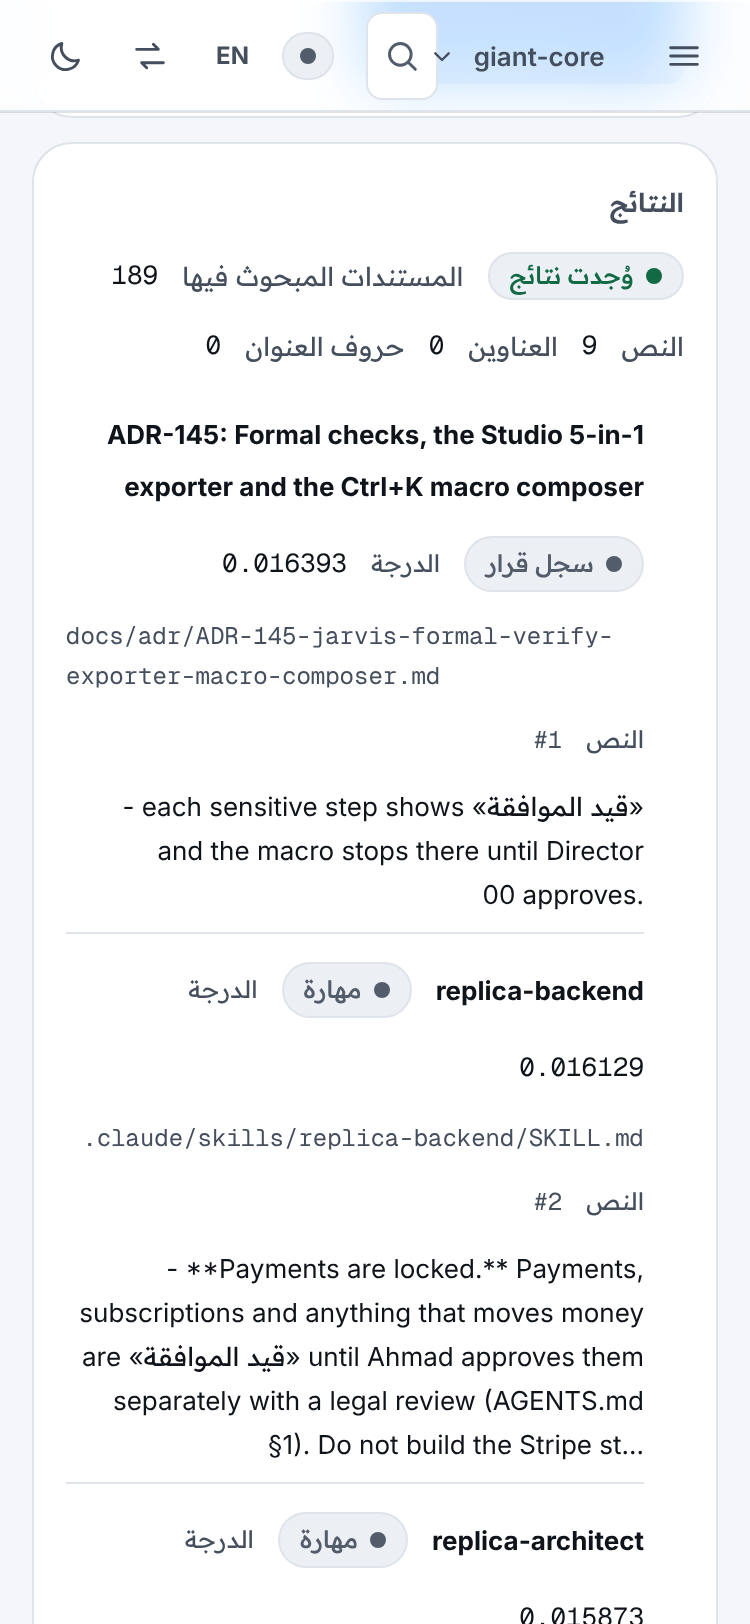 giant-core
EN
النتائج
وُجدت نتائج المستندات المبحوث فيها 189
النص 9 العناوين 0 حروف العنوان 0
ADR-145: Formal checks, the Studio 5-in-1
exporter and the Ctrl+K macro composer
سجل قرار الدرجة 0.016393
docs/adr/ADR-145-jarvis-formal-verify-
exporter-macro-composer.md
النص #1
- each sensitive step shows «قيد الموافقة»
and the macro stops there until Director
00 approves.
replica-backend مهارة الدرجة
0.016129
.claude/skills/replica-backend/SKILL.md
النص #2
- **Payments are locked.** Payments,
subscriptions and anything that moves money
are «قيد الموافقة» until Ahmad approves them
separately with a legal review (AGENTS.md
§1). Do not build the Stripe st...
replica-architect مهارة الدرجة
0.015873